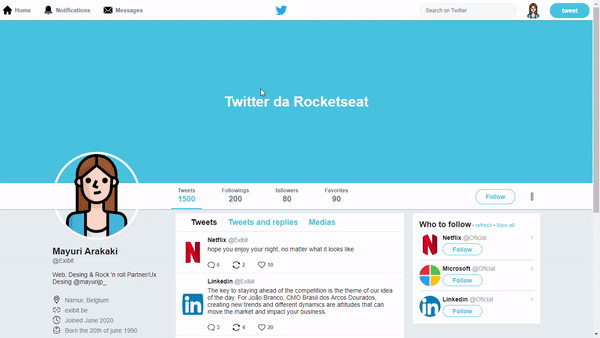 Home
Notifications
Messages
Search on Twitter
tweet
Twitter da Rocketseat
Tweets
1500
Followings
200
followers
80
Favorites
90
Follow
Mayuri Arakaki
@Exibit
Web, Desing & Rock 'n roll Partner/Ux
Desing @mayurijp_
Namur, Belgium
exibit.be
Joined June 2020
Born the 20th of june 1990
Tweets
Tweets and replies
Medias
Netflix @Exibit
hope you enjoy your night, no matter what it looks like
6
2
10
Linkedin @Exibit
The key to staying ahead of the competition is the theme of our idea
of the day. For João Branco, CMO Brasil dos Arcos Dourados,
creating new trends and different dynamics are attitudes that can
move the market and impact your business.
3
4
20
Who to follow • refresh • View all
Netflix @Oficial
x
Follow
Microsoft @Oficial
x
Follow
Linkedin @Oficial
x
Follow